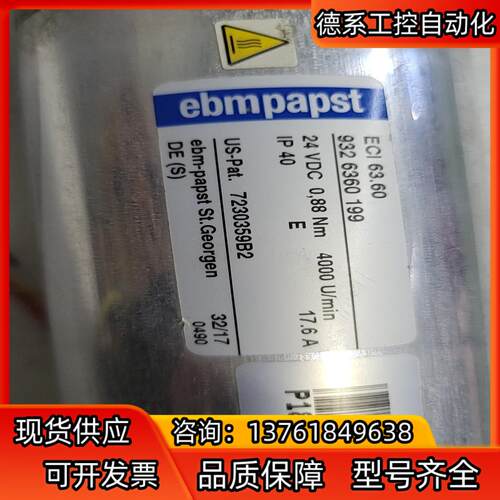 德系工控自动化
ebmpapst
ECI 63.60
932 6360 199
24 VDC 0,88 Nm 4000 U/min
IP 40 E 17.6 A
US-Pat. 7230359B2
ebm-papst St.Georgen 32/17
DE (S) 0490
现货供应
可开发票
咨询：13761849638
品质保障 型号齐全